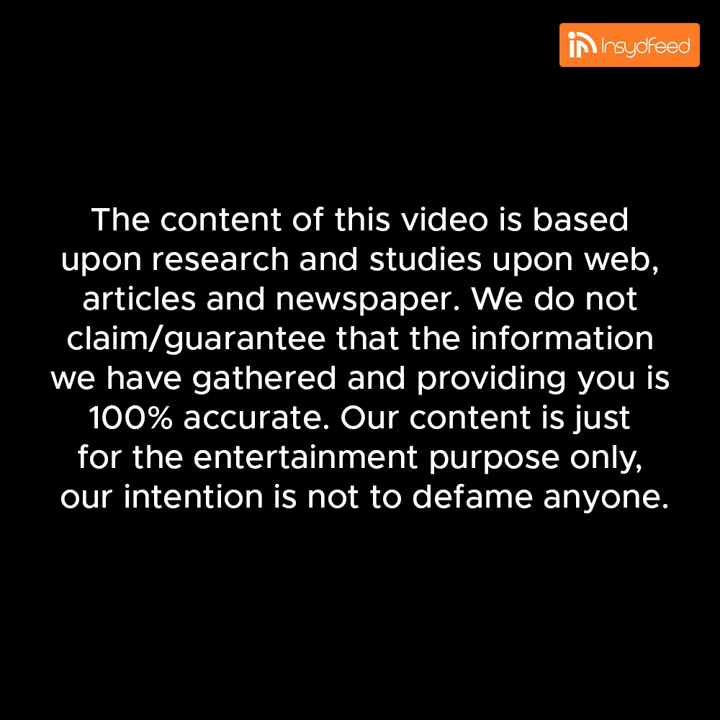 Insydfeed
The content of this video is based
upon research and studies upon web,
articles and newspaper. We do not
claim/guarantee that the information
we have gathered and providing you is
100% accurate. Our content is just
for the entertainment purpose only,
our intention is not to defame anyone.